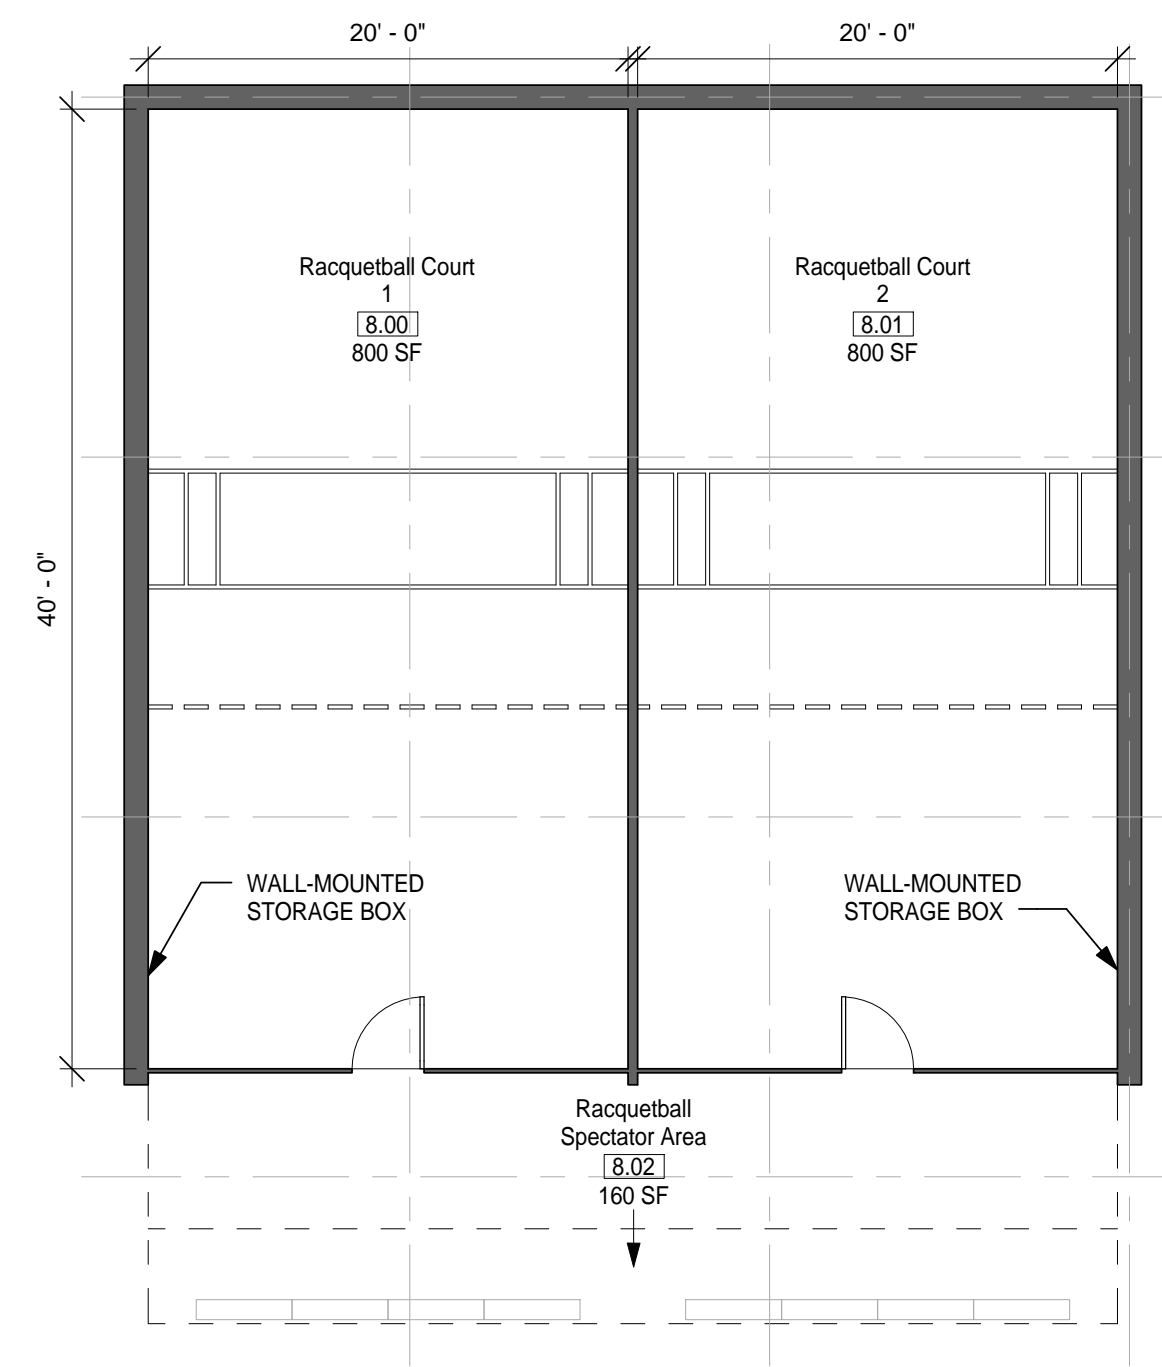 20' - 0"
20' - 0"
Racquetball Court
1
8.00
800 SF
Racquetball Court
2
8.01
800 SF
40' - 0"
WALL-MOUNTED
STORAGE BOX
WALL-MOUNTED
STORAGE BOX
Racquetball
Spectator Area
8.02
160 SF